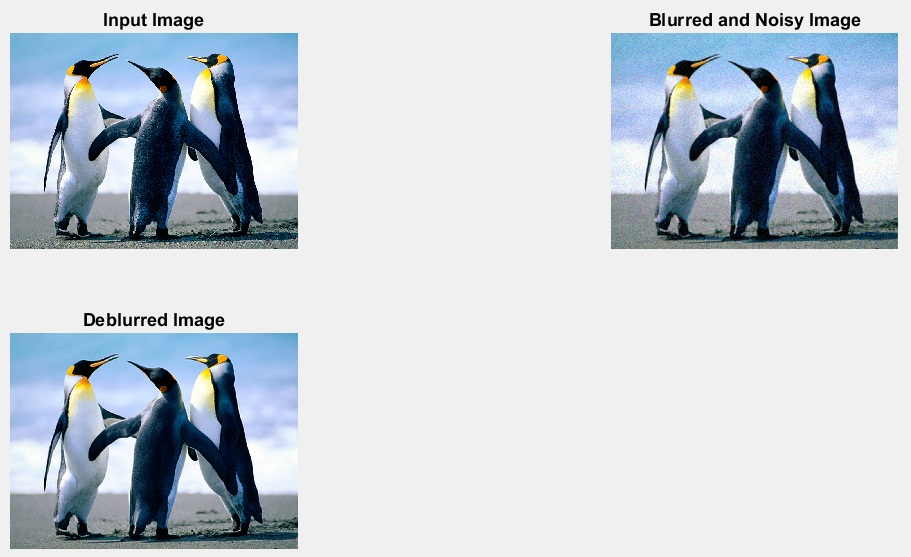 Input Image
Blurred and Noisy Image
Deblurred Image